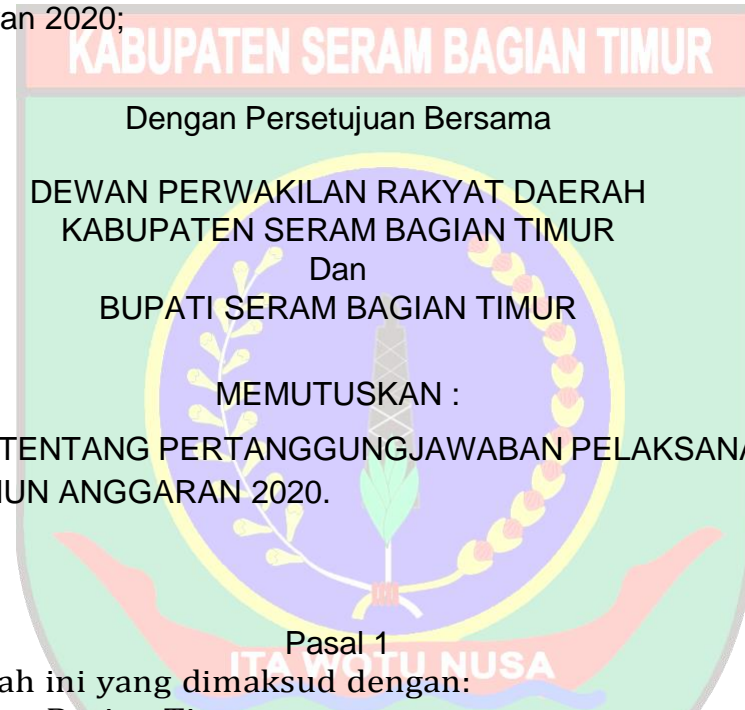 an 2020;
KABUPATEN SERAM BAGIAN TIMUR
Dengan Persetujuan Bersama
DEWAN PERWAKILAN RAKYAT DAERAH
KABUPATEN SERAM BAGIAN TIMUR
Dan
BUPATI SERAM BAGIAN TIMUR
MEMUTUSKAN :
TENTANG PERTANGGUNGJAWABAN PELAKSANA
UN ANGGARAN 2020.
Pasal 1
ITA WOTU NUSA
ah ini yang dimaksud dengan: